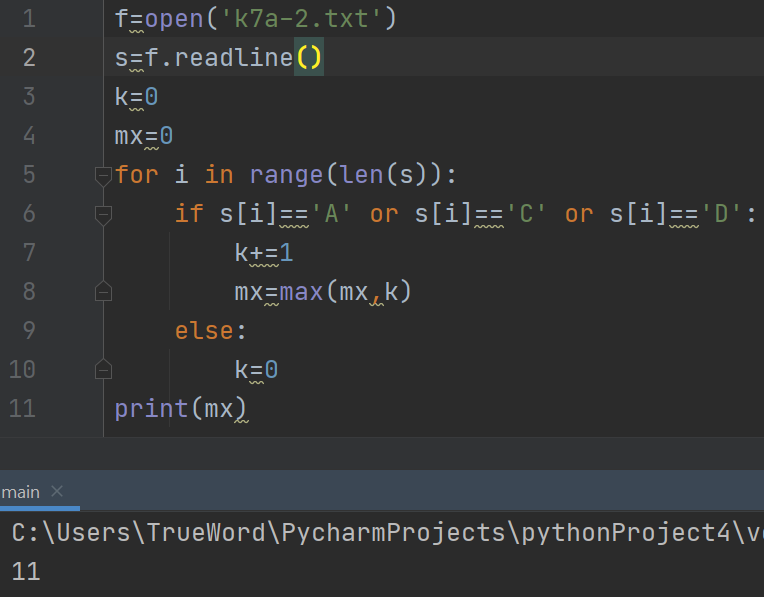 1 f=open('k7a-2.txt')
2 s=f.readline()
3 k=0
4 mx=0
5 for i in range(len(s)):
6 if s[i]=='A' or s[i]=='C' or s[i]=='D':
7 k+=1
8 mx=max(mx,k)
9 else:
10 k=0
11 print(mx)
main
C:\Users\TrueWord\PycharmProjects\pythonProject4\v
11